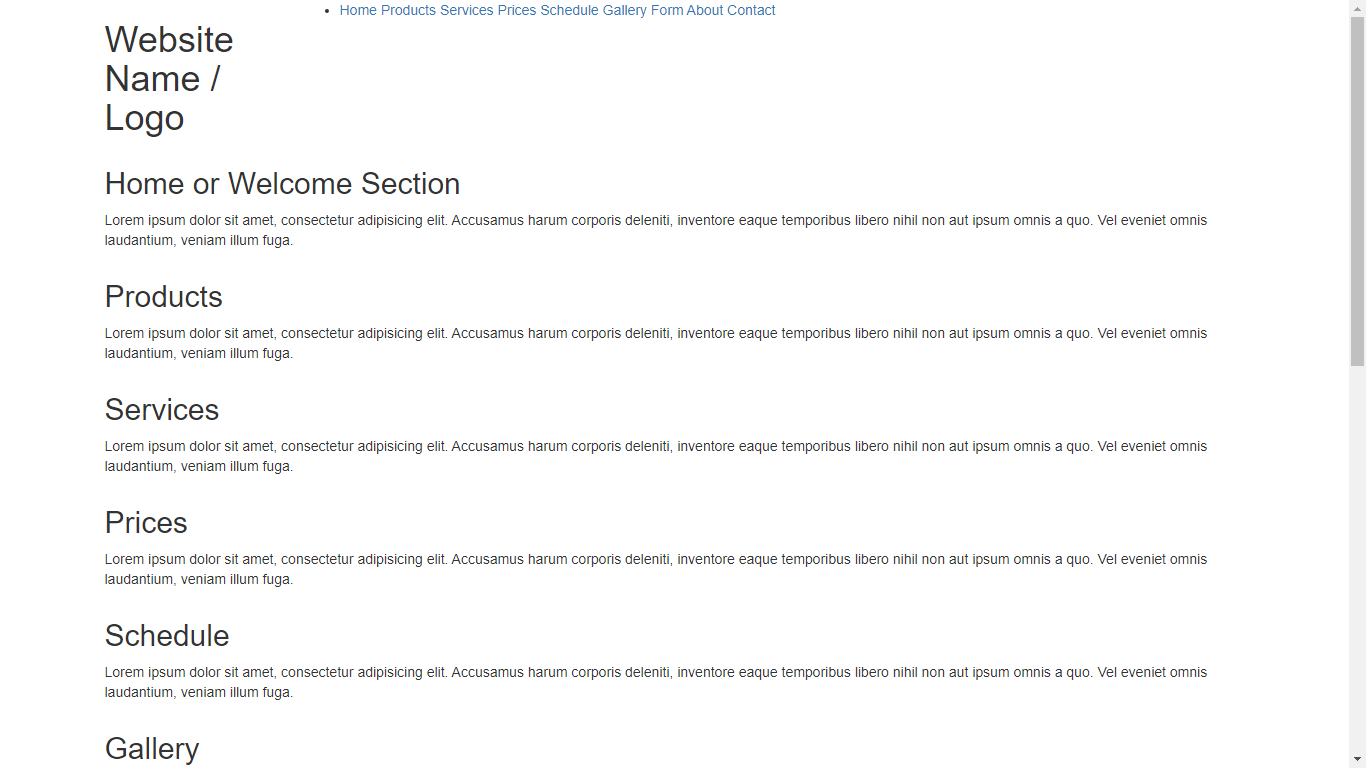 Home Products Services Prices Schedule Gallery Form About Contact
Website
Name /
Logo
Home or Welcome Section
Lorem ipsum dolor sit amet, consectetur adipisicing elit. Accusamus harum corporis deleniti, inventore eaque temporibus libero nihil non aut ipsum omnis a quo. Vel eveniet omnis
laudantium, veniam illum fuga.
Products
Lorem ipsum dolor sit amet, consectetur adipisicing elit. Accusamus harum corporis deleniti, inventore eaque temporibus libero nihil non aut ipsum omnis a quo. Vel eveniet omnis
laudantium, veniam illum fuga.
Services
Lorem ipsum dolor sit amet, consectetur adipisicing elit. Accusamus harum corporis deleniti, inventore eaque temporibus libero nihil non aut ipsum omnis a quo. Vel eveniet omnis
laudantium, veniam illum fuga.
Prices
Lorem ipsum dolor sit amet, consectetur adipisicing elit. Accusamus harum corporis deleniti, inventore eaque temporibus libero nihil non aut ipsum omnis a quo. Vel eveniet omnis
laudantium, veniam illum fuga.
Schedule
Lorem ipsum dolor sit amet, consectetur adipisicing elit. Accusamus harum corporis deleniti, inventore eaque temporibus libero nihil non aut ipsum omnis a quo. Vel eveniet omnis
laudantium, veniam illum fuga.
Gallery